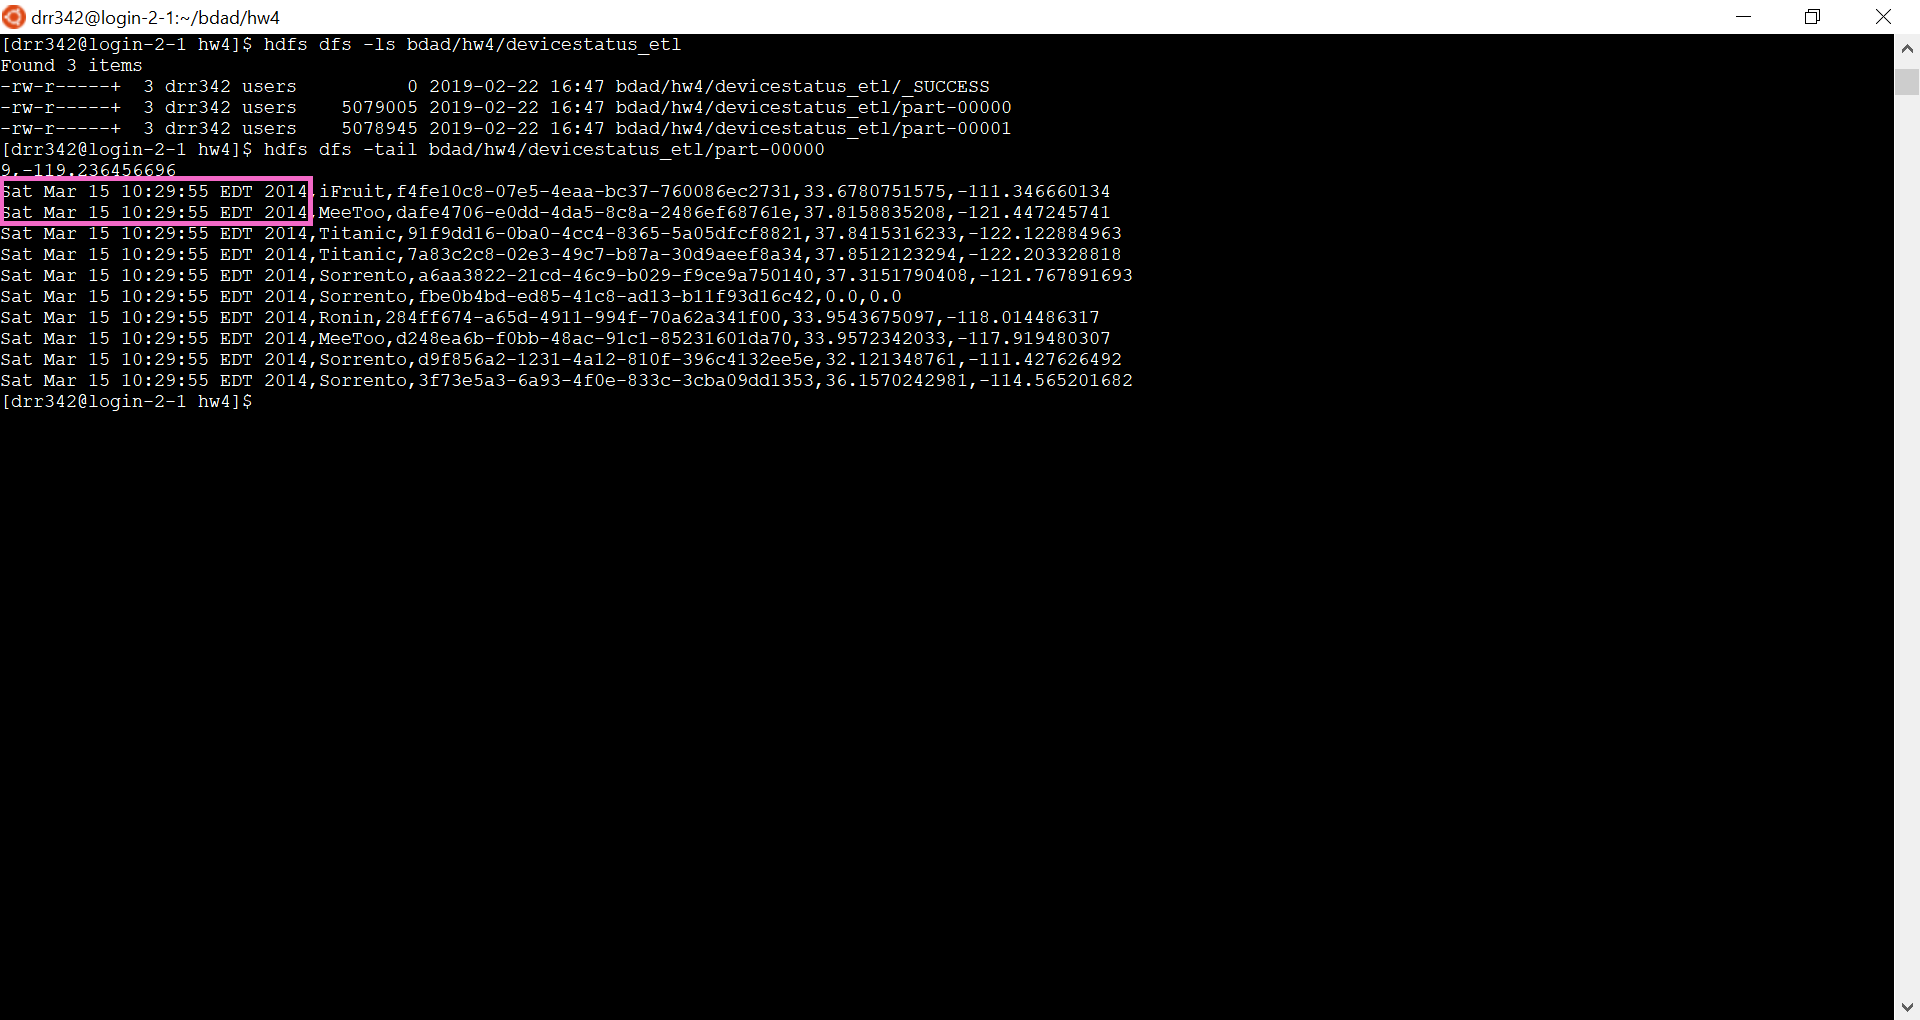 drr342@login-2-1:~/bdad/hw4
[drr342@login-2-1 hw4]$ hdfs dfs -ls bdad/hw4/devicestatus_etl
Found 3 items
-rw-r-----+  3 drr342 users          0 2019-02-22 16:47 bdad/hw4/devicestatus_etl/_SUCCESS
-rw-r-----+  3 drr342 users    5079005 2019-02-22 16:47 bdad/hw4/devicestatus_etl/part-00000
-rw-r-----+  3 drr342 users    5078945 2019-02-22 16:47 bdad/hw4/devicestatus_etl/part-00001
[drr342@login-2-1 hw4]$ hdfs dfs -tail bdad/hw4/devicestatus_etl/part-00000
9,-119.236456696
Sat Mar 15 10:29:55 EDT 2014,iFruit,f4fe10c8-07e5-4eaa-bc37-760086ec2731,33.6780751575,-111.346660134
Sat Mar 15 10:29:55 EDT 2014,MeeToo,dafe4706-e0dd-4da5-8c8a-2486ef68761e,37.8158835208,-121.447245741
Sat Mar 15 10:29:55 EDT 2014,Titanic,91f9dd16-0ba0-4cc4-8365-5a05dfcf8821,37.8415316233,-122.122884963
Sat Mar 15 10:29:55 EDT 2014,Titanic,7a83c2c8-02e3-49c7-b87a-30d9aeef8a34,37.8512123294,-122.203328818
Sat Mar 15 10:29:55 EDT 2014,Sorrento,a6aa3822-21cd-46c9-b029-f9ce9a750140,37.3151790408,-121.767891693
Sat Mar 15 10:29:55 EDT 2014,Sorrento,fbe0b4bd-ed85-41c8-ad13-b11f93d16c42,0.0,0.0
Sat Mar 15 10:29:55 EDT 2014,Ronin,284ff674-a65d-4911-994f-70a62a341f00,33.9543675097,-118.014486317
Sat Mar 15 10:29:55 EDT 2014,MeeToo,d248ea6b-f0bb-48ac-91c1-85231601da70,33.9572342033,-117.919480307
Sat Mar 15 10:29:55 EDT 2014,Sorrento,d9f856a2-1231-4a12-810f-396c4132ee5e,32.121348761,-111.427626492
Sat Mar 15 10:29:55 EDT 2014,Sorrento,3f73e5a3-6a93-4f0e-833c-3cba09dd1353,36.1570242981,-114.565201682
[drr342@login-2-1 hw4]$